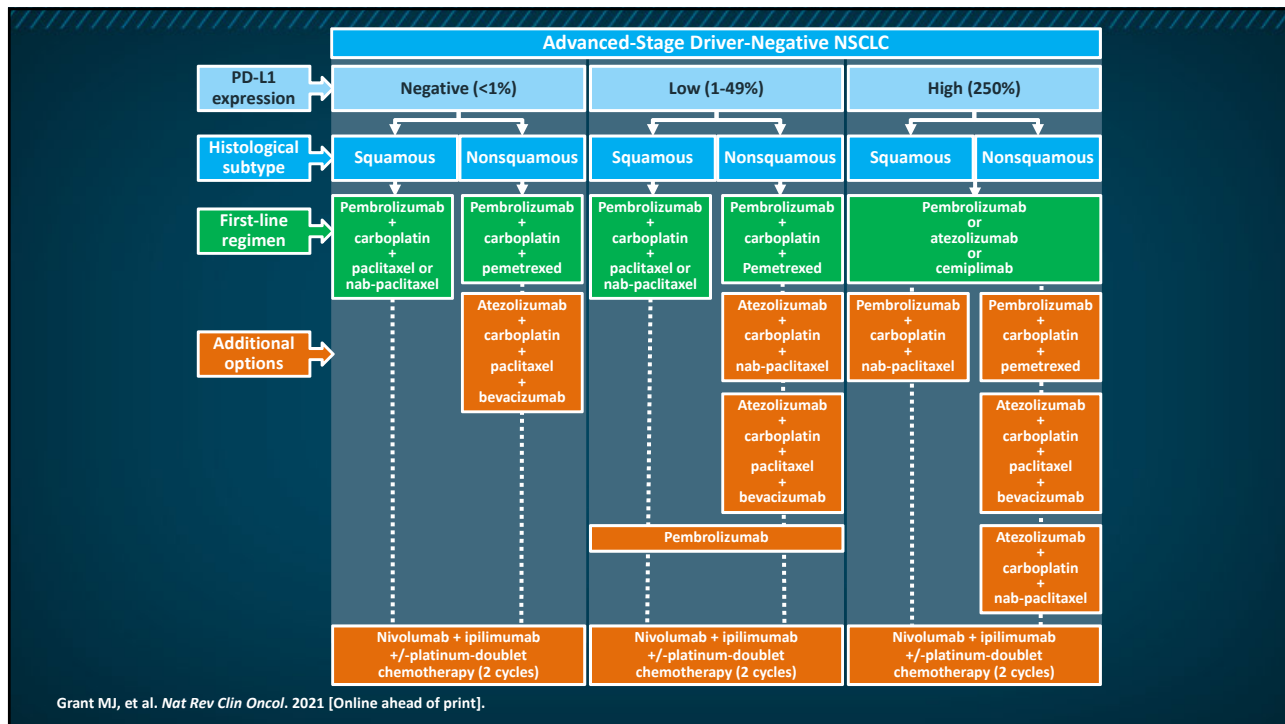 Advanced-Stage Driver-Negative NSCLC
PD-L1
expression
Negative (<1%)
Low (1-49%)
High (250%)
Histological
subtype
Squamous
Nonsquamous
Squamous
Nonsquamous
Squamous
Nonsquamous
First-line
regimen
Pembrolizumab
+
carboplatin
+
paclitaxel or
nab-paclitaxel
Pembrolizumab
+
carboplatin
+
pemetrexed
Pembrolizumab
+
carboplatin
+
paclitaxel or
nab-paclitaxel
Pembrolizumab
+
carboplatin
+
Pemetrexed
Pembrolizumab
or
atezolizumab
or
cemiplimab
Additional
options
Atezolizumab
+
carboplatin
+
paclitaxel
+
bevacizumab
Atezolizumab
+
carboplatin
+
nab-paclitaxel
Pembrolizumab
+
carboplatin
+
nab-paclitaxel
Pembrolizumab
+
carboplatin
+
pemetrexed
Atezolizumab
+
carboplatin
+
paclitaxel
+
bevacizumab
Atezolizumab
+
carboplatin
+
paclitaxel
+
bevacizumab
Pembrolizumab
Atezolizumab
+
carboplatin
+
nab-paclitaxel
Nivolumab + ipilimumab
+/-platinum-doublet
chemotherapy (2 cycles)
Nivolumab + ipilimumab
+/-platinum-doublet
chemotherapy (2 cycles)
Nivolumab + ipilimumab
+/-platinum-doublet
chemotherapy (2 cycles)
Grant MJ, et al. Nat Rev Clin Oncol. 2021 [Online ahead of print].